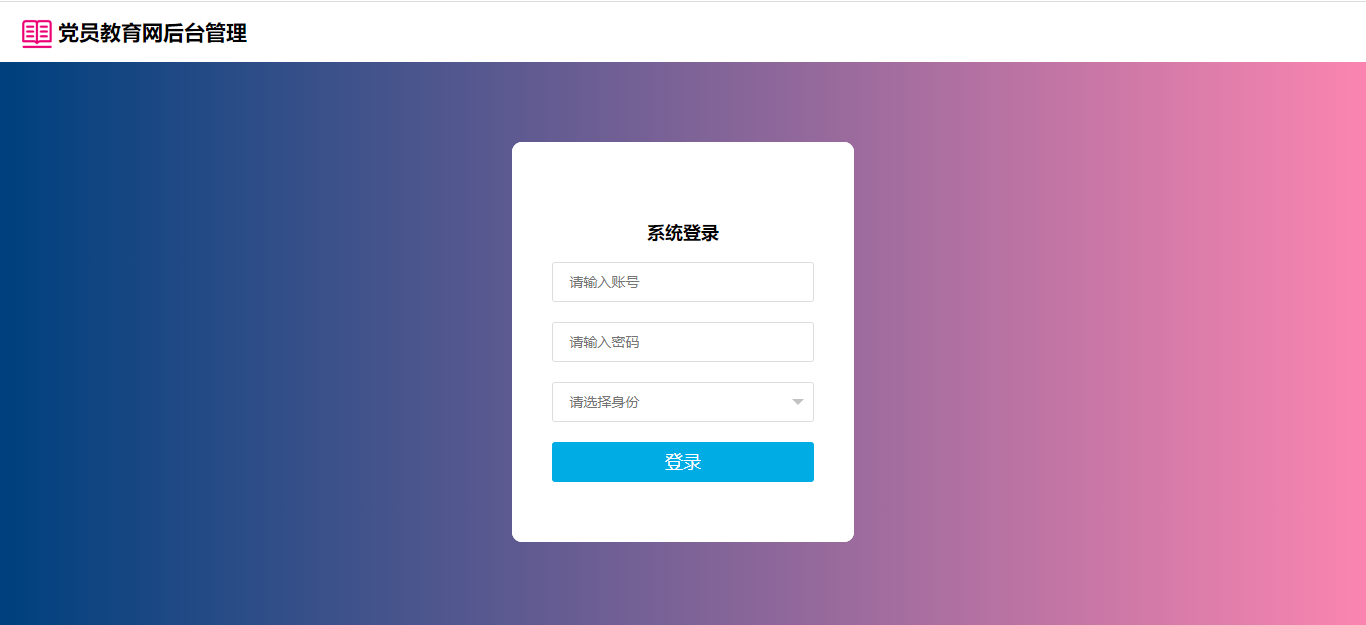 党员教育网后台管理
系统登录
请输入账号
请输入密码
请选择身份
登录